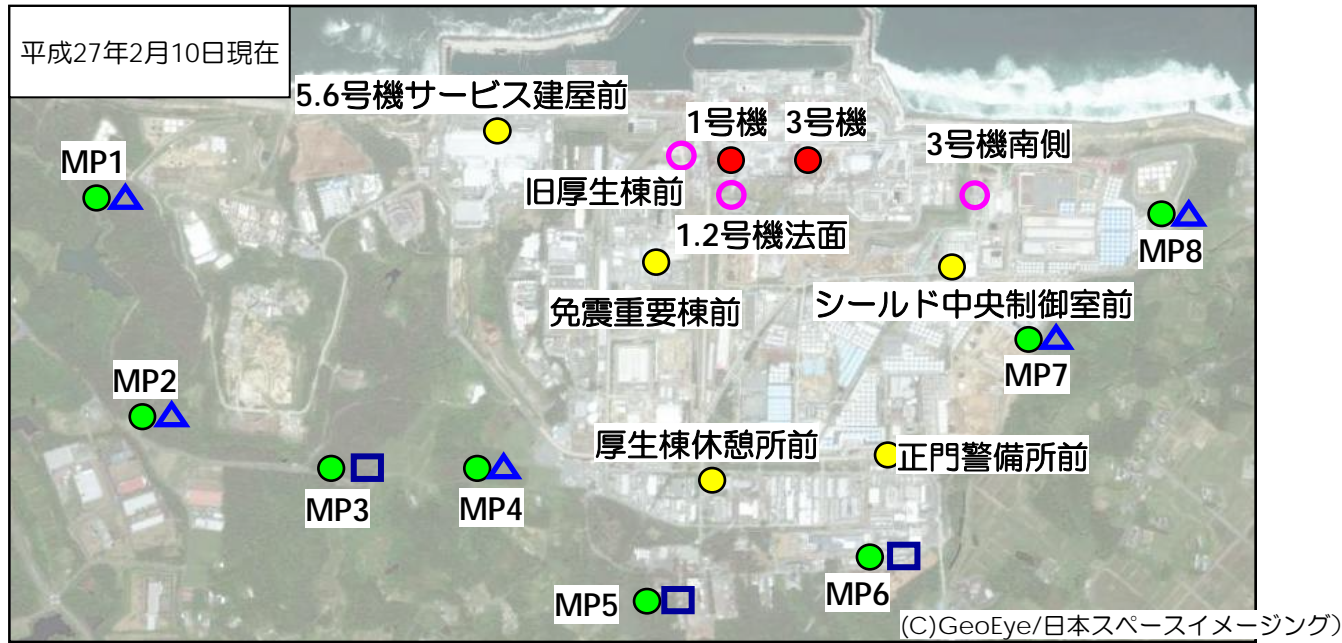 平成27年2月10日現在
5.6号機サービス建屋前
1号機
3号機
3号機南側
MP1
旧厚生棟前
1.2号機法面
MP8
免震重要棟前
シールド中央制御室前
MP7
MP2
厚生棟休憩所前
正門警備所前
MP3
MP4
MP5
MP6
(C)GeoEye/日本スペースイメージング）